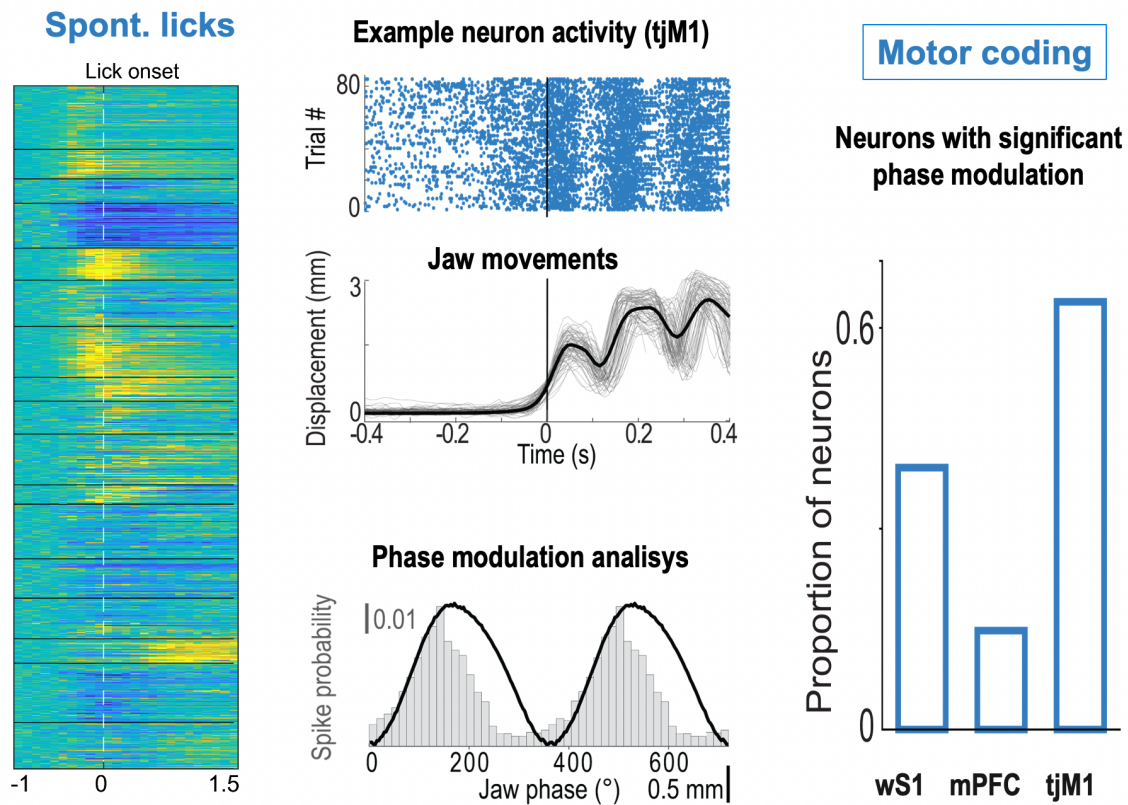 Spont. licks
Lick onset
-1 0 1.5
Example neuron activity (tjM1)
Trial #
80
0
Jaw movements
Displacement (mm)
3
0
-0.4 -0.2 0 0.2 0.4
Time (s)
Phase modulation analisys
Spike probability
0.01
0 200 400 600
Jaw phase (°)
0.5 mm
Motor coding
Neurons with significant
phase modulation
Proportion of neurons
0.6
0
wS1 mPFC tjM1